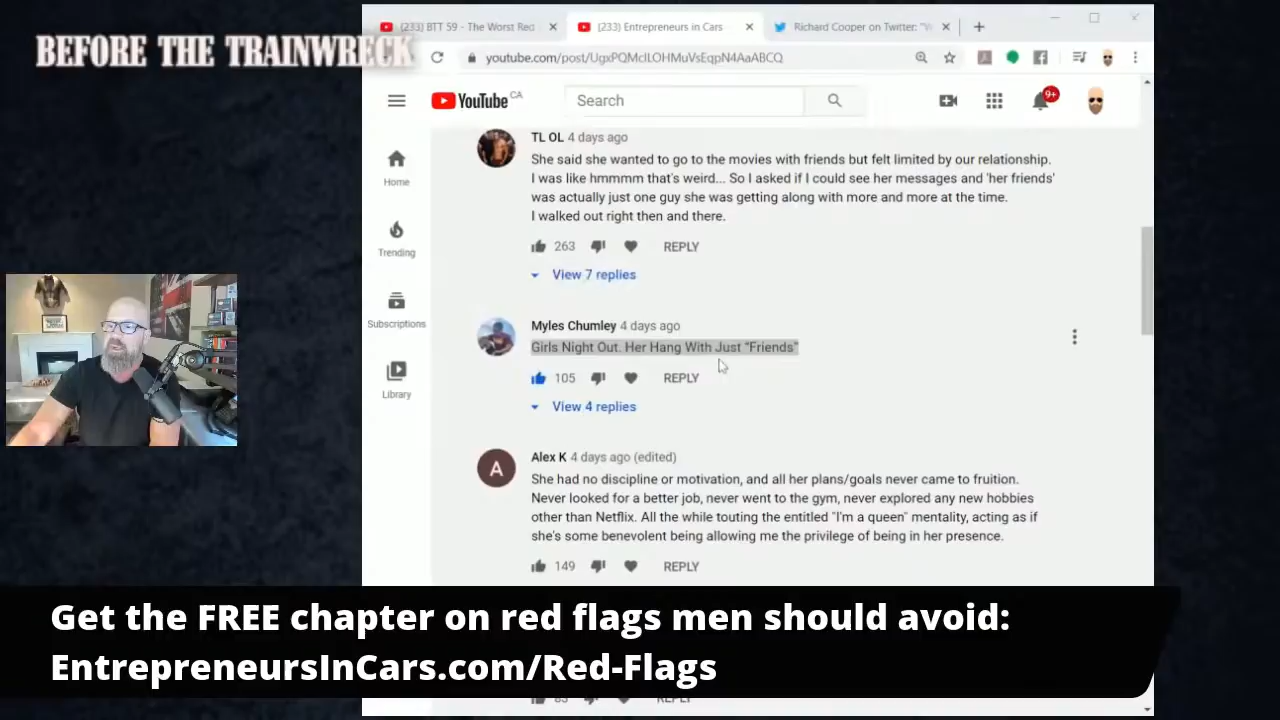 BEFORE THE TRAINWRECK
(233) BTT 59 - The Worst Red
(233) Entrepreneurs in Cars
Richard Cooper on Twitter: "W
youtube.com/post/UgxPQMcILOHMuVsEqpN4AaABCQ
YouTube CA
Search
9+
Home
Trending
Subscriptions
Library
TL OL 4 days ago
She said she wanted to go to the movies with friends but felt limited by our relationship.
I was like hmmmm that's weird... So I asked if I could see her messages and 'her friends'
was actually just one guy she was getting along with more and more at the time.
I walked out right then and there.
263 REPLY
View 7 replies
Myles Chumley 4 days ago
Girls Night Out. Her Hang With Just "Friends"
105 REPLY
View 4 replies
A
Alex K 4 days ago (edited)
She had no discipline or motivation, and all her plans/goals never came to fruition.
Never looked for a better job, never went to the gym, never explored any new hobbies
other than Netflix. All the while touting the entitled "I'm a queen" mentality, acting as if
she's some benevolent being allowing me the privilege of being in her presence.
149 REPLY
Get the FREE chapter on red flags men should avoid:
EntrepreneursInCars.com/Red-Flags